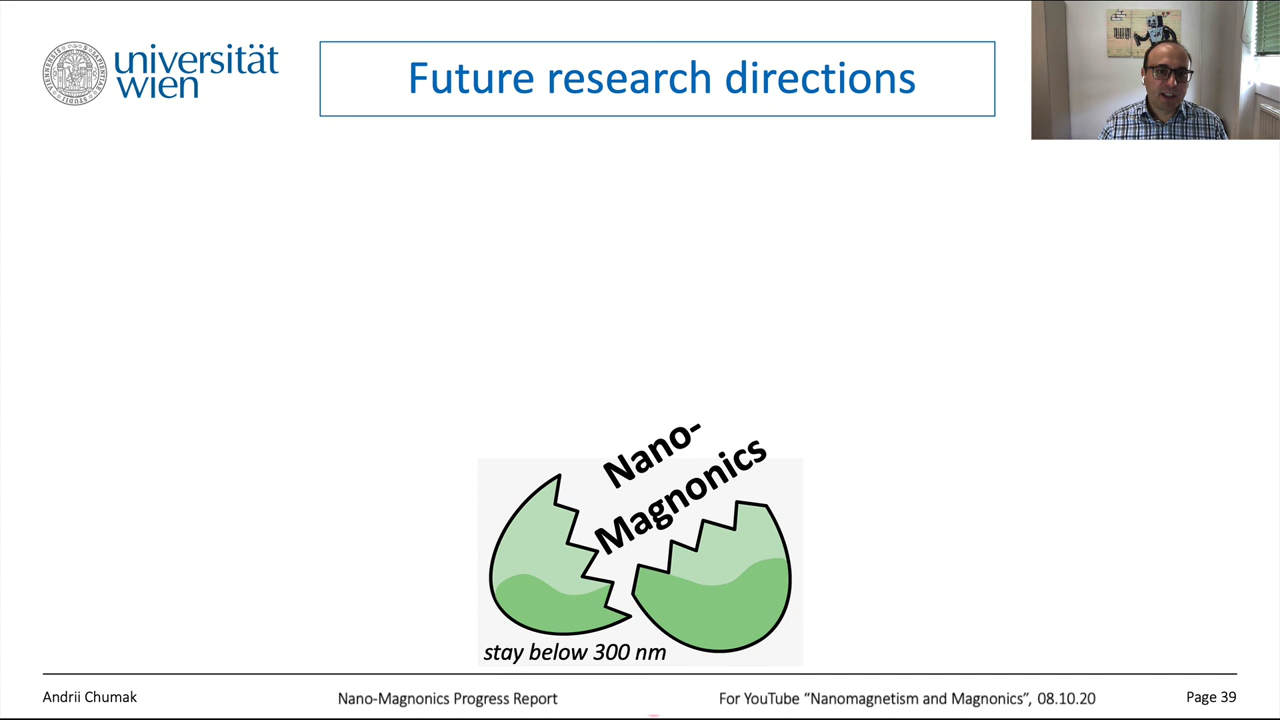 universität
wien
Future research directions
Nano-
Magnonics
stay below 300 nm
Andrii Chumak
Nano-Magnonics Progress Report
For YouTube “Nanomagnetism and Magnonics”, 08.10.20
Page 39